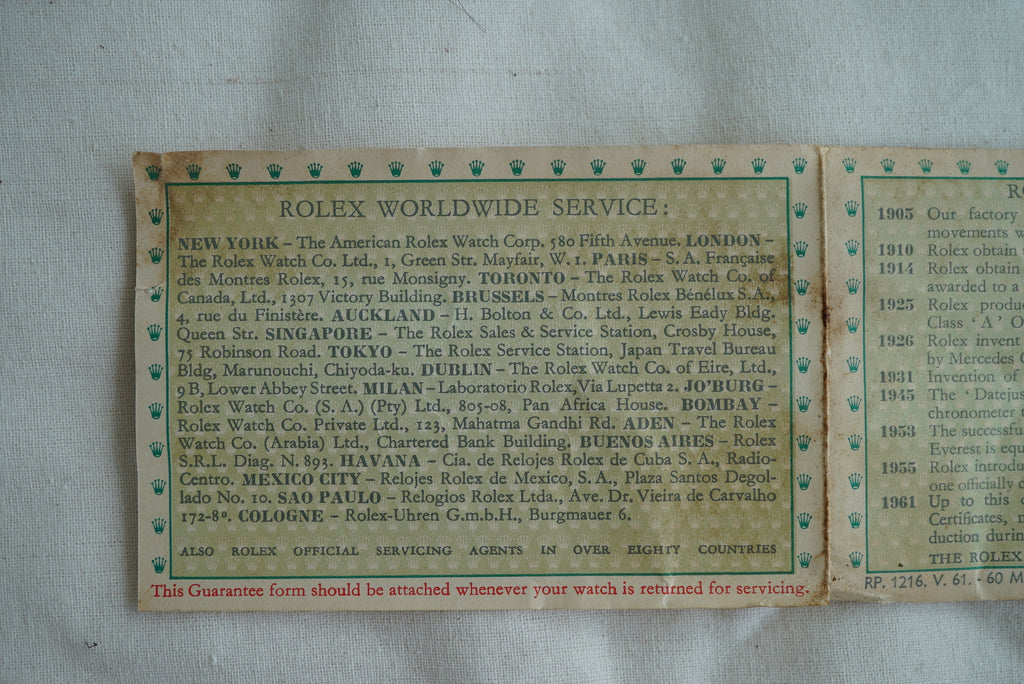 ROLEX WORLDWIDE SERVICE:
NEW YORK – The American Rolex Watch Corp. 580 Fifth Avenue. LONDON –
The Rolex Watch Co. Ltd., 1, Green Str. Mayfair, W. 1. PARIS – S. A. Française
des Montres Rolex, 15, rue Monsigny. TORONTO – The Rolex Watch Co. of
Canada, Ltd., 1307 Victory Building. BRUSSELS – Montres Rolex Bénélux S.A.,
4, rue du Finistère. AUCKLAND – H. Bolton & Co. Ltd., Lewis Eady Bldg.
Queen Str. SINGAPORE – The Rolex Sales & Service Station, Crosby House,
75 Robinson Road. TOKYO – The Rolex Service Station, Japan Travel Bureau
Bldg, Marunouchi, Chiyoda-ku. DUBLIN – The Rolex Watch Co. of Eire, Ltd.,
9 B, Lower Abbey Street. MILAN – Laboratorio Rolex, Via Lupetta 2. JO'BURG –
Rolex Watch Co. (S. A.) (Pty) Ltd., 805-08, Pan Africa House. BOMBAY –
Rolex Watch Co. Private Ltd., 123, Mahatma Gandhi Rd. ADEN – The Rolex
Watch Co. (Arabia) Ltd., Chartered Bank Building. BUENOS AIRES – Rolex
S.R.L. Diag. N. 893. HAVANA – Cia. de Relojes Rolex de Cuba S. A., Radio-
Centro. MEXICO CITY – Relojes Rolex de Mexico, S. A., Plaza Santos Degol-
lado No. 10. SAO PAULO – Relogios Rolex Ltda., Ave. Dr. Vieira de Carvalho
172-8º. COLOGNE – Rolex-Uhren G.m.b.H., Burgmauer 6.
ALSO ROLEX OFFICIAL SERVICING AGENTS IN OVER EIGHTY COUNTRIES
This Guarantee form should be attached whenever your watch is returned for servicing.
1905 Our factory
movements
1910 Rolex obtain
1914 Rolex obtain
awarded to a
1925 Rolex
Class 'A'
1926 Rolex invent
by Mercedes
1931 Invention of
1945 The
chronometer
1953 The
Everest is
1955 Rolex
one officially
1961 Up to this
Certificates,
duction
THE ROLEX
RP. 1216. V. 61. - 60